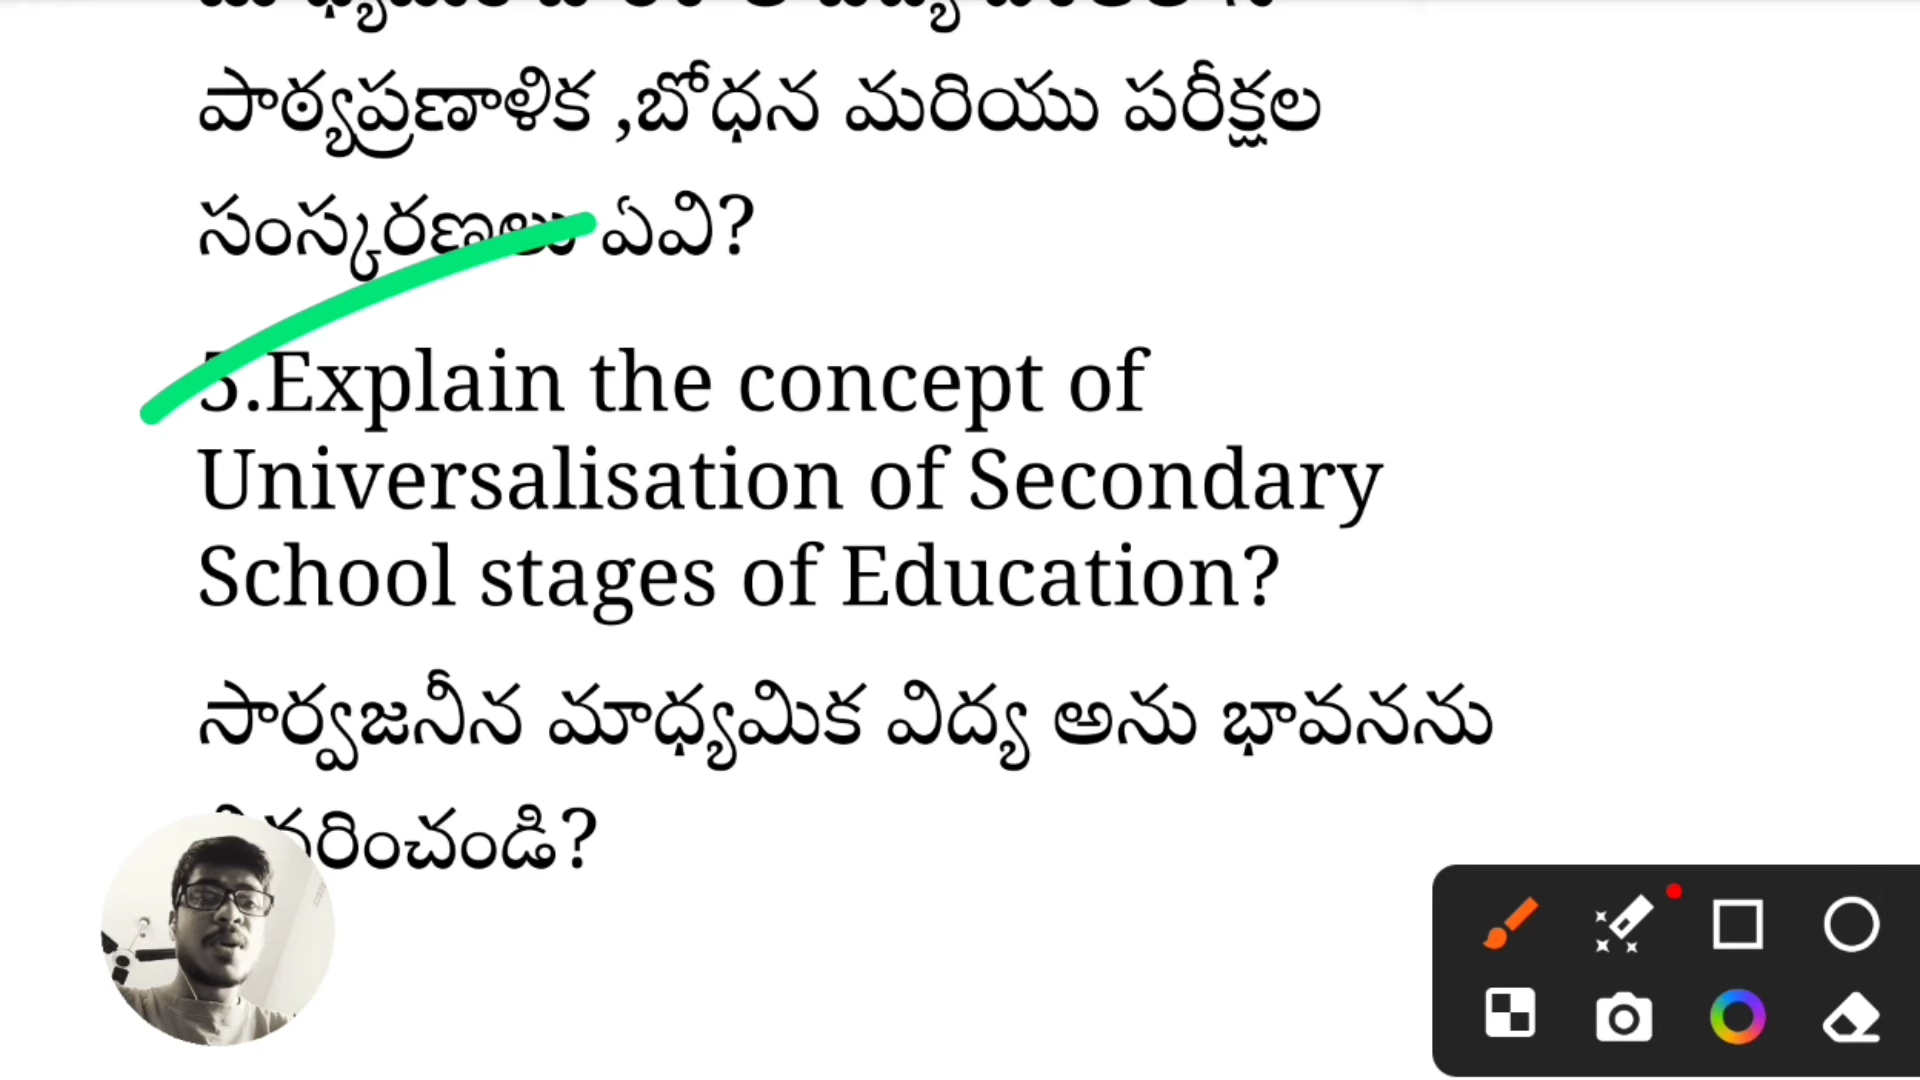 పాఠ్యప్రణాళిక ,బోధన మరియు పరీక్షల
సంస్కరణలు ఏవి?
5.Explain the concept of
Universalisation of Secondary
School stages of Education?
సార్వజనీన మాధ్యమిక విద్య అను భావనను
వివరించండి?